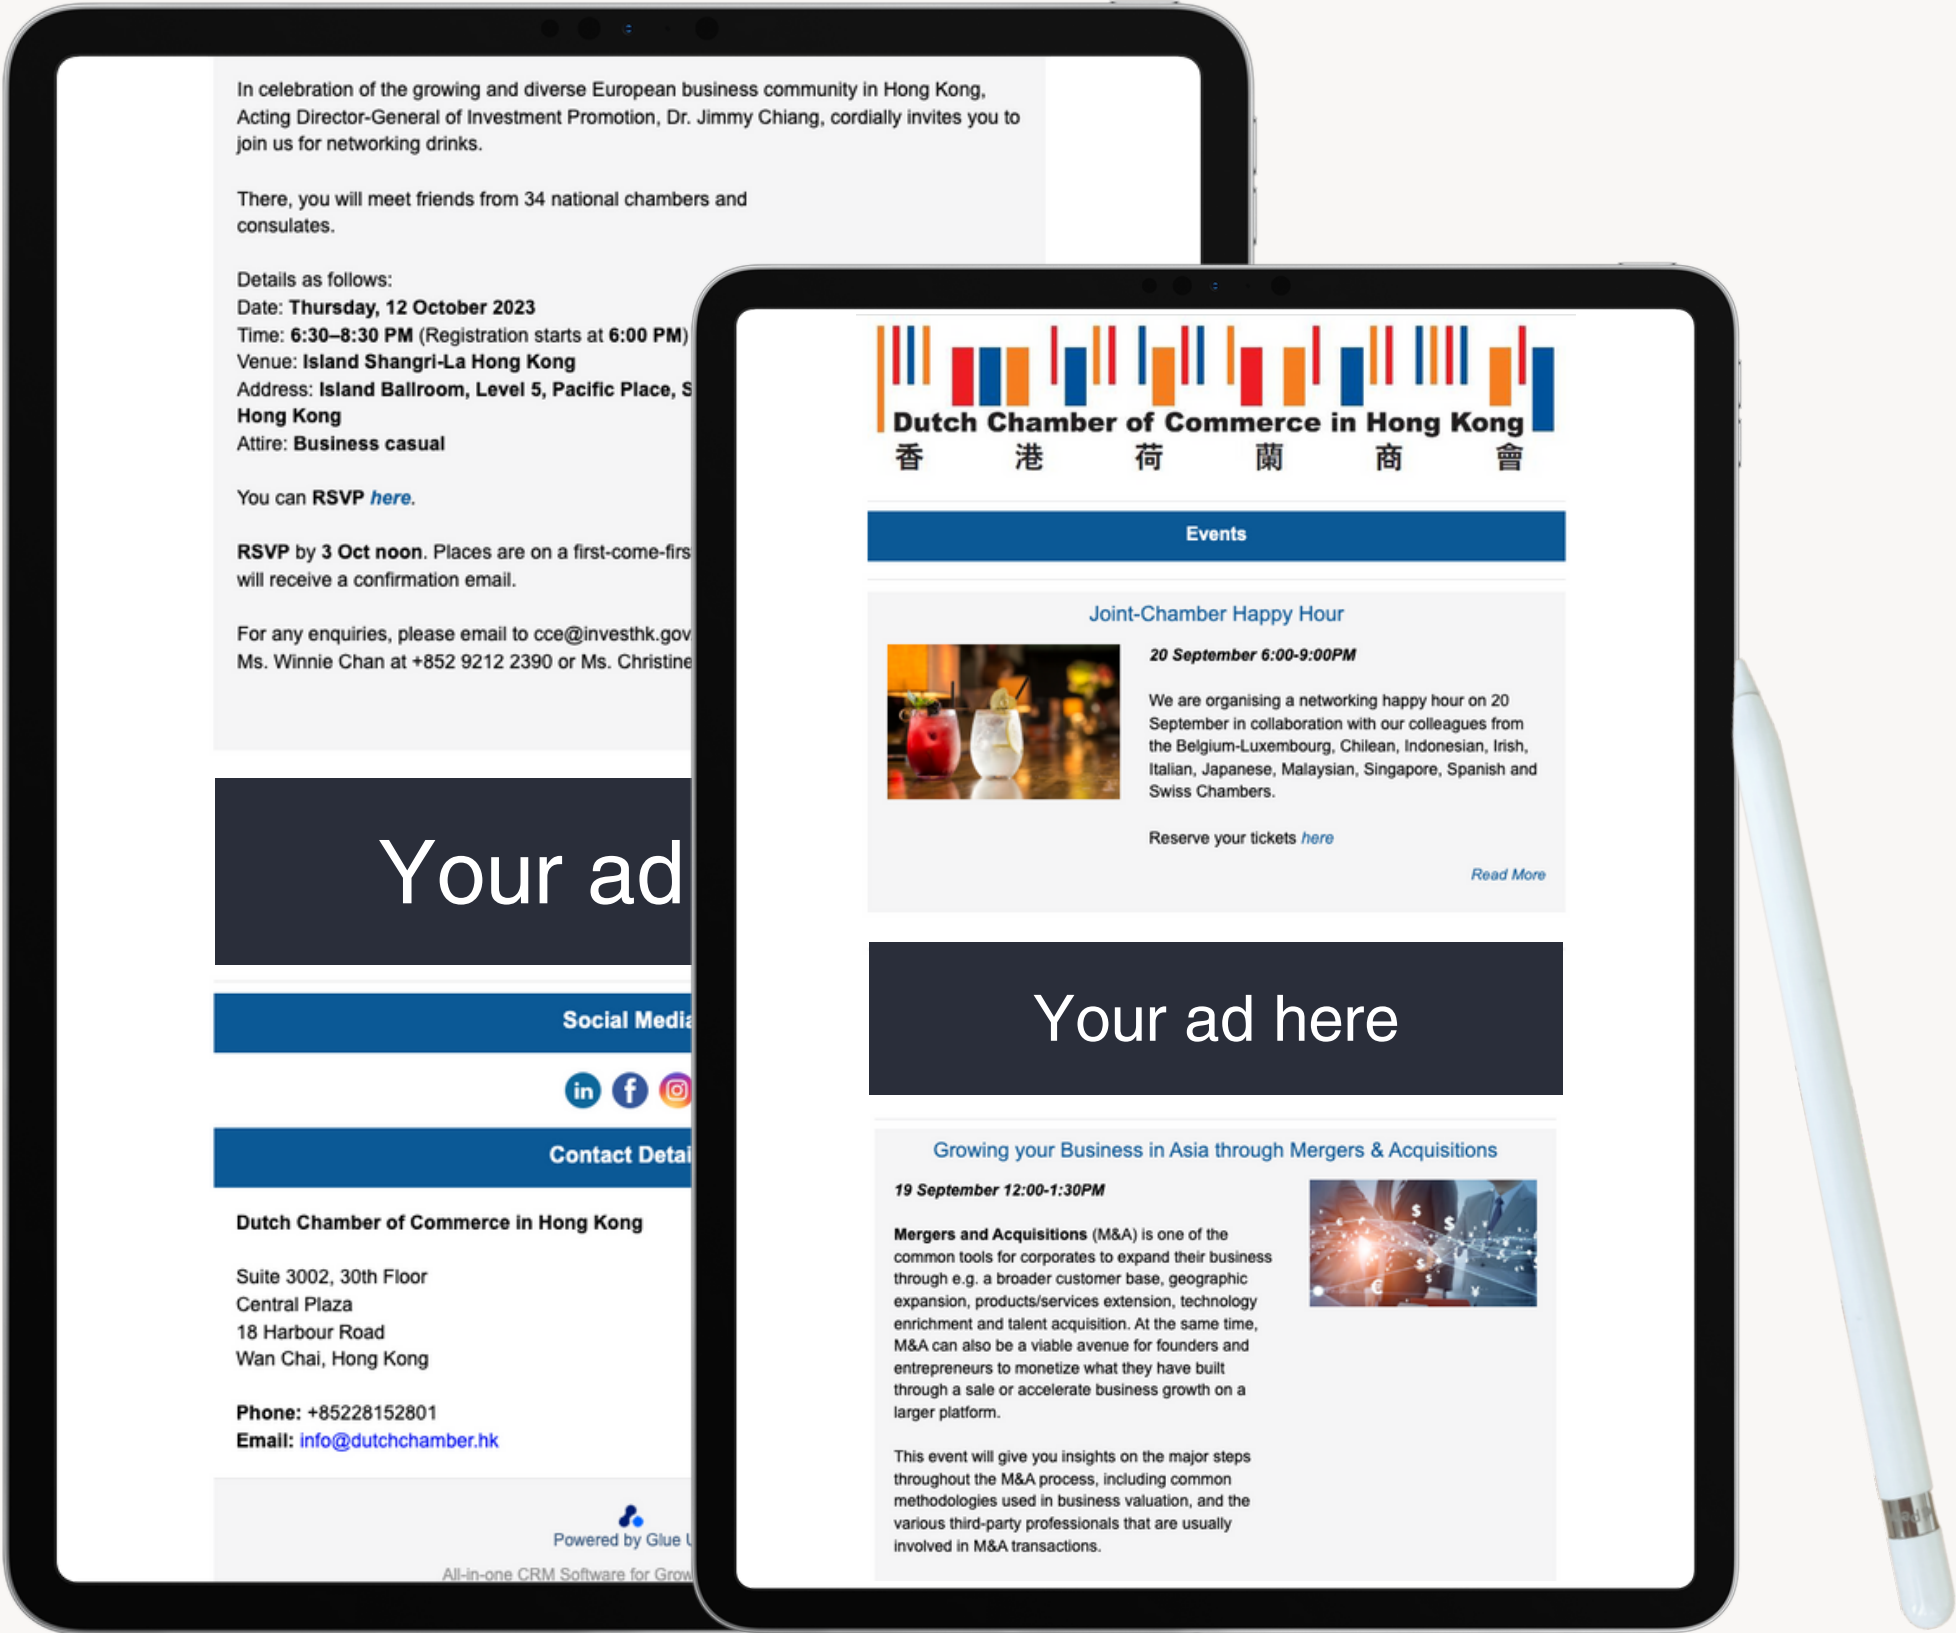 In celebration of the growing and diverse European business community in Hong Kong,
Acting Director-General of Investment Promotion, Dr. Jimmy Chiang, cordially invites you to
join us for networking drinks.
There, you will meet friends from 34 national chambers and
consulates.
Details as follows:
Date: Thursday, 12 October 2023
Time: 6:30–8:30 PM (Registration starts at 6:00 PM)
Venue: Island Shangri-La Hong Kong
Address: Island Ballroom, Level 5, Pacific Place, S
Hong Kong
Attire: Business casual
You can RSVP here.
RSVP by 3 Oct noon. Places are on a first-come-firs
will receive a confirmation email.
For any enquiries, please email to cce@investhk.gov
Ms. Winnie Chan at +852 9212 2390 or Ms. Christine
Your ad
Social Media
Contact Detai
Dutch Chamber of Commerce in Hong Kong
Suite 3002, 30th Floor
Central Plaza
18 Harbour Road
Wan Chai, Hong Kong
Phone: +85228152801
Email: info@dutchchamber.hk
Powered by Glue
All-in-one CRM Software for Grow
Dutch Chamber of Commerce in Hong Kong
香港荷蘭商會
Events
Joint-Chamber Happy Hour
20 September 6:00-9:00PM
We are organising a networking happy hour on 20
September in collaboration with our colleagues from
the Belgium-Luxembourg, Chilean, Indonesian, Irish,
Italian, Japanese, Malaysian, Singapore, Spanish and
Swiss Chambers.
Reserve your tickets here
Read More
Your ad here
Growing your Business in Asia through Mergers & Acquisitions
19 September 12:00-1:30PM
Mergers and Acquisitions (M&A) is one of the
common tools for corporates to expand their business
through e.g. a broader customer base, geographic
expansion, products/services extension, technology
enrichment and talent acquisition. At the same time,
M&A can also be a viable avenue for founders and
entrepreneurs to monetize what they have built
through a sale or accelerate business growth on a
larger platform.
This event will give you insights on the major steps
throughout the M&A process, including common
methodologies used in business valuation, and the
various third-party professionals that are usually
involved in M&A transactions.